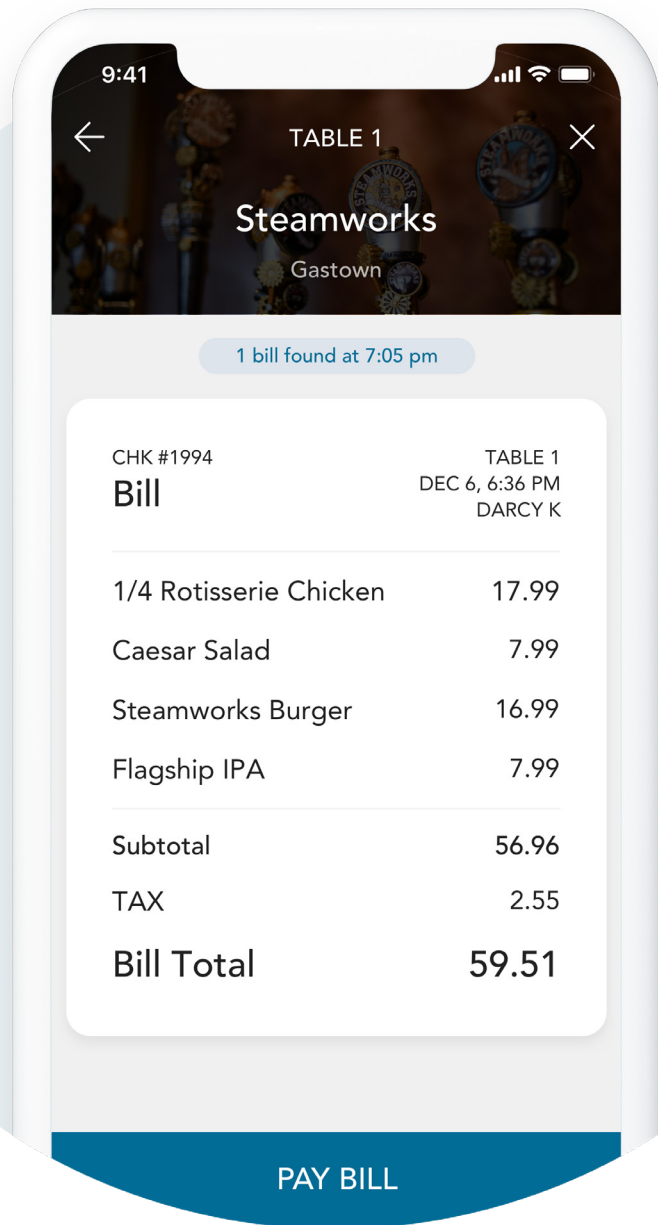 9:41
TABLE 1
Steamworks
Gastown
1 bill found at 7:05 pm
CHK #1994
Bill
TABLE 1
DEC 6, 6:36 PM
DARCY K
1/4 Rotisserie Chicken 17.99
Caesar Salad 7.99
Steamworks Burger 16.99
Flagship IPA 7.99
Subtotal 56.96
TAX 2.55
Bill Total 59.51
PAY BILL
STEAMWORKS
STEAMWORKS